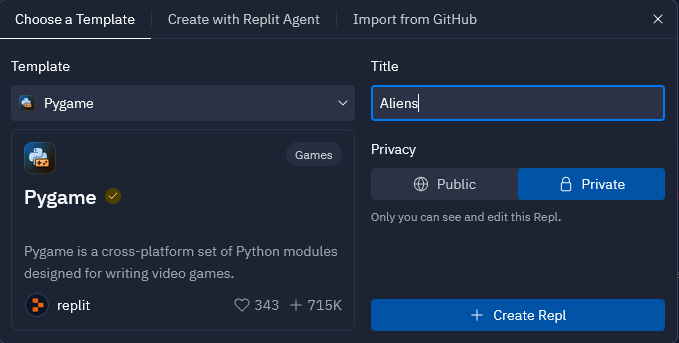 Choose a Template
Create with Replit Agent
Import from GitHub
Template
Pygame
Games
Pygame
Pygame is a cross-platform set of Python modules
designed for writing video games.
replit
343
715K
Title
Aliens
Privacy
Public
Private
Only you can see and edit this Repl.
Create Repl